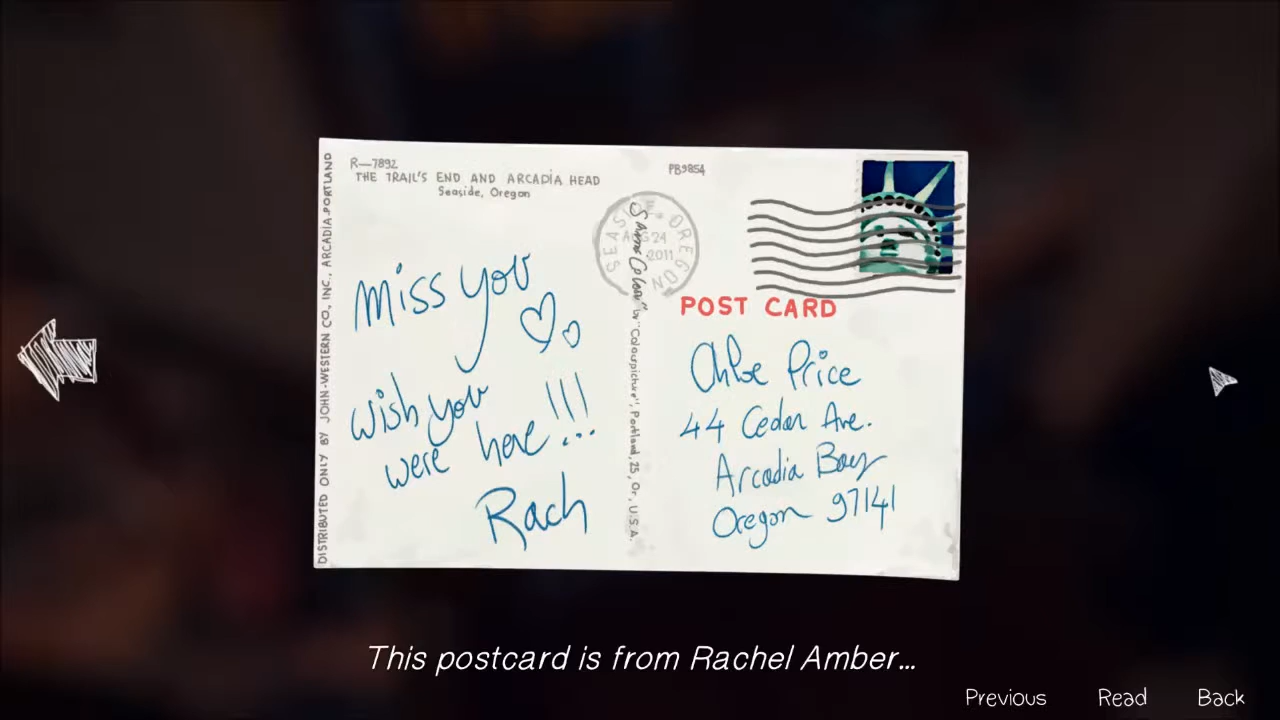 R—7892
THE TRAIL'S END AND ARCADIA HEAD
Seaside, Oregon
PB9854
DISTRIBUTED ONLY BY JOHN-WESTERN CO., INC., ARCADIA-PORTLAND
SEASIDE OREGON
AUG 24
2011
by "Colourpicture", Portland, 25, Or, U.S.A.
Miss you
wish you
were here!!!
Rach
POST CARD
Chloe Price
44 Cedar Ave.
Arcadia Bay
Oregon 97141
This postcard is from Rachel Amber...
Previous
Read
Back